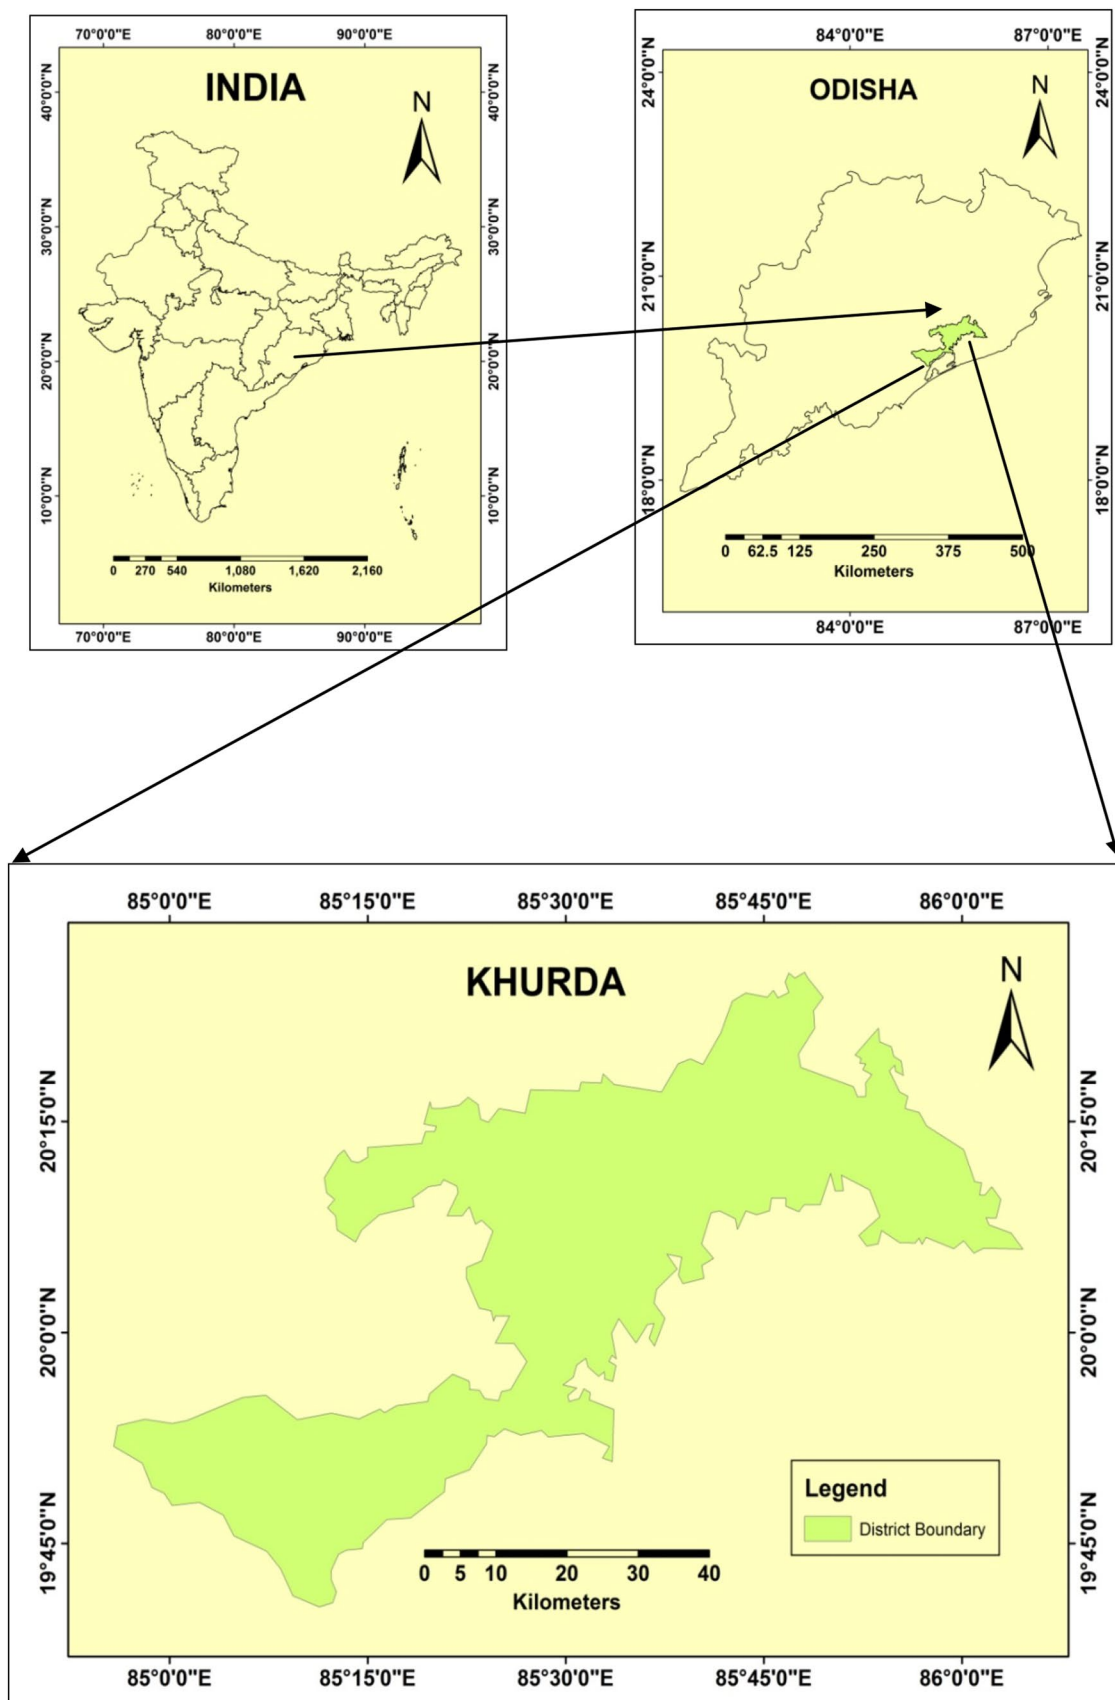 70°0'0"E 80°0'0"E 90°0'0"E
INDIA
N
40°0'0"N 40°0'0"N
30°0'0"N 30°0'0"N
20°0'0"N 20°0'0"N
10°0'0"N 10°0'0"N
0 270 540 1,080 1,620 2,160
Kilometers
70°0'0"E 80°0'0"E 90°0'0"E
84°0'0"E 87°0'0"E
ODISHA
N
24°0'0"N 24°0'0"N
21°0'0"N 21°0'0"N
18°0'0"N 18°0'0"N
0 62.5 125 250 375 500
Kilometers
84°0'0"E 87°0'0"E
85°0'0"E 85°15'0"E 85°30'0"E 85°45'0"E 86°0'0"E
KHURDA
N
20°15'0"N 20°15'0"N
20°0'0"N 20°0'0"N
19°45'0"N 19°45'0"N
Legend
District Boundary
0 5 10 20 30 40
Kilometers
85°0'0"E 85°15'0"E 85°30'0"E 85°45'0"E 86°0'0"E